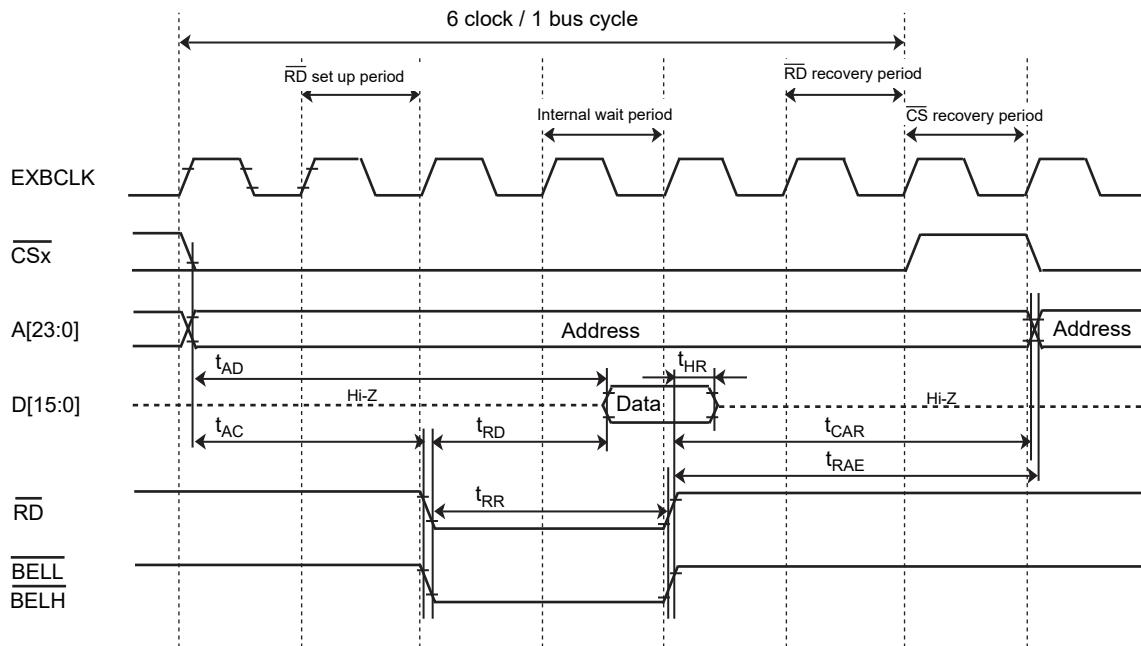 6 clock / 1 bus cycle
RD set up period
RD recovery period
Internal wait period
CS recovery period
EXBCLK
CSx
A[23:0]
Address
Address
tAD
tHR
D[15:0]
Hi-Z
Data
Hi-Z
tAC
tRD
tCAR
tRAE
RD
tRR
BELL
BELH